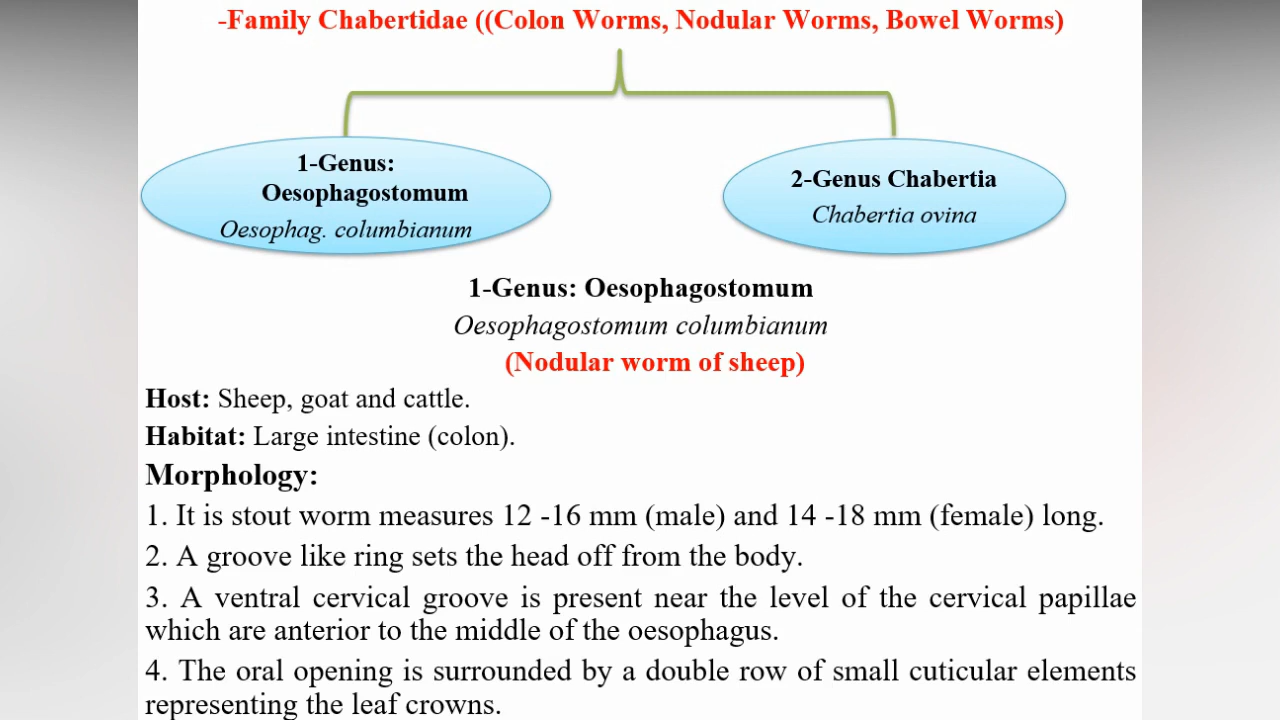 -Family Chabertidae ((Colon Worms, Nodular Worms, Bowel Worms)
1-Genus:
Oesophagostomum
Oesophag. columbianum
2-Genus Chabertia
Chabertia ovina
1-Genus: Oesophagostomum
Oesophagostomum columbianum
(Nodular worm of sheep)
Host: Sheep, goat and cattle.
Habitat: Large intestine (colon).
Morphology:
1. It is stout worm measures 12 -16 mm (male) and 14 -18 mm (female) long.
2. A groove like ring sets the head off from the body.
3. A ventral cervical groove is present near the level of the cervical papillae
which are anterior to the middle of the oesophagus.
4. The oral opening is surrounded by a double row of small cuticular elements
representing the leaf crowns.